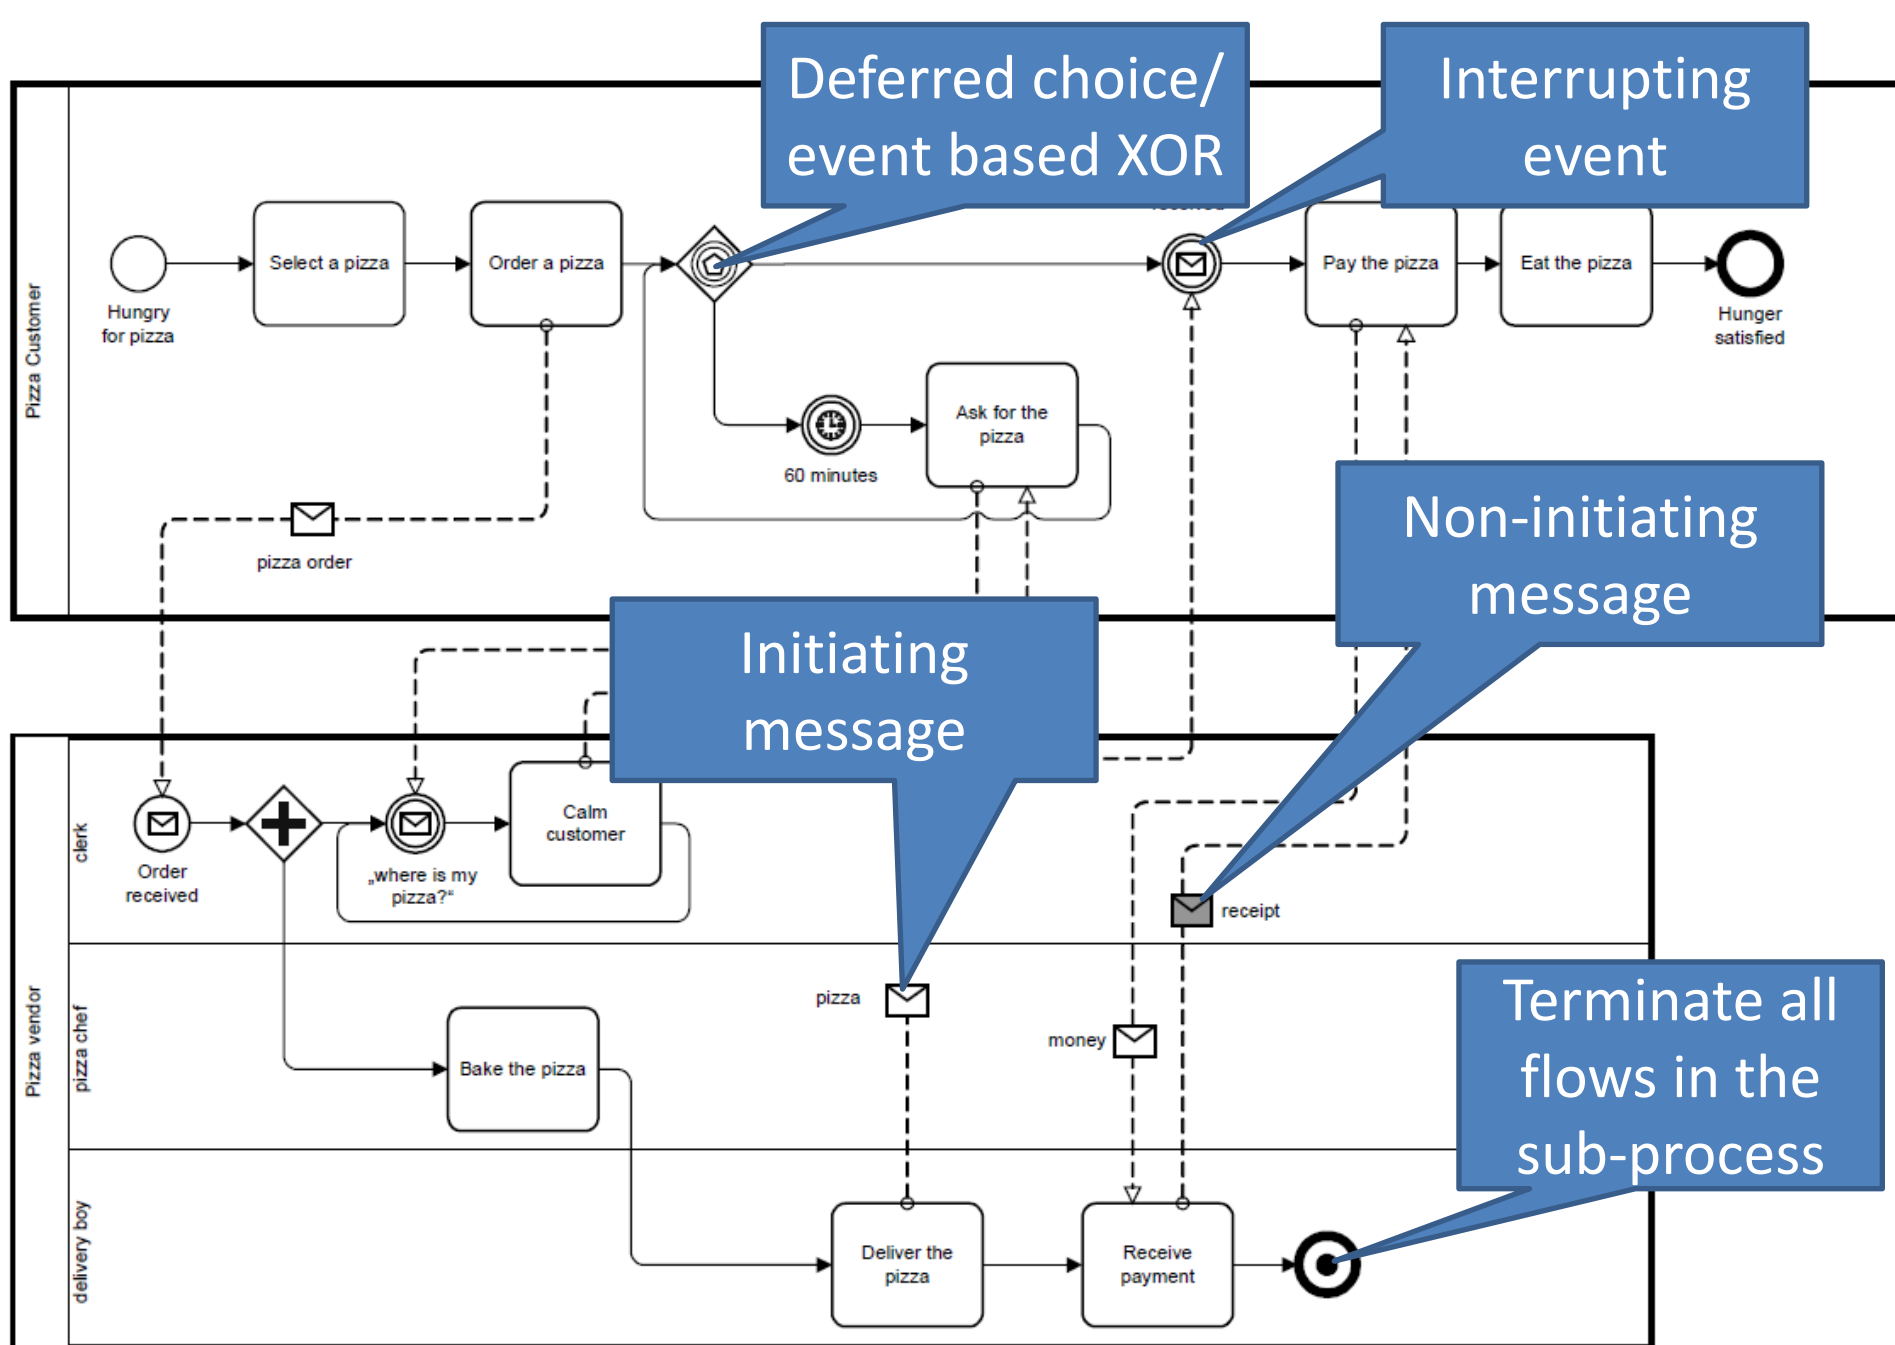 Deferred choice/
event based XOR
Interrupting
event
Pizza Customer
Hungry
for pizza
Select a pizza
Order a pizza
Pay the pizza
Eat the pizza
Hunger
satisfied
60 minutes
Ask for the
pizza
pizza order
Non-initiating
message
Initiating
message
Pizza vendor
clerk
Order
received
„where is my
pizza?“
Calm
customer
receipt
pizza chef
Bake the pizza
pizza
money
Terminate all
flows in the
sub-process
delivery boy
Deliver the
pizza
Receive
payment